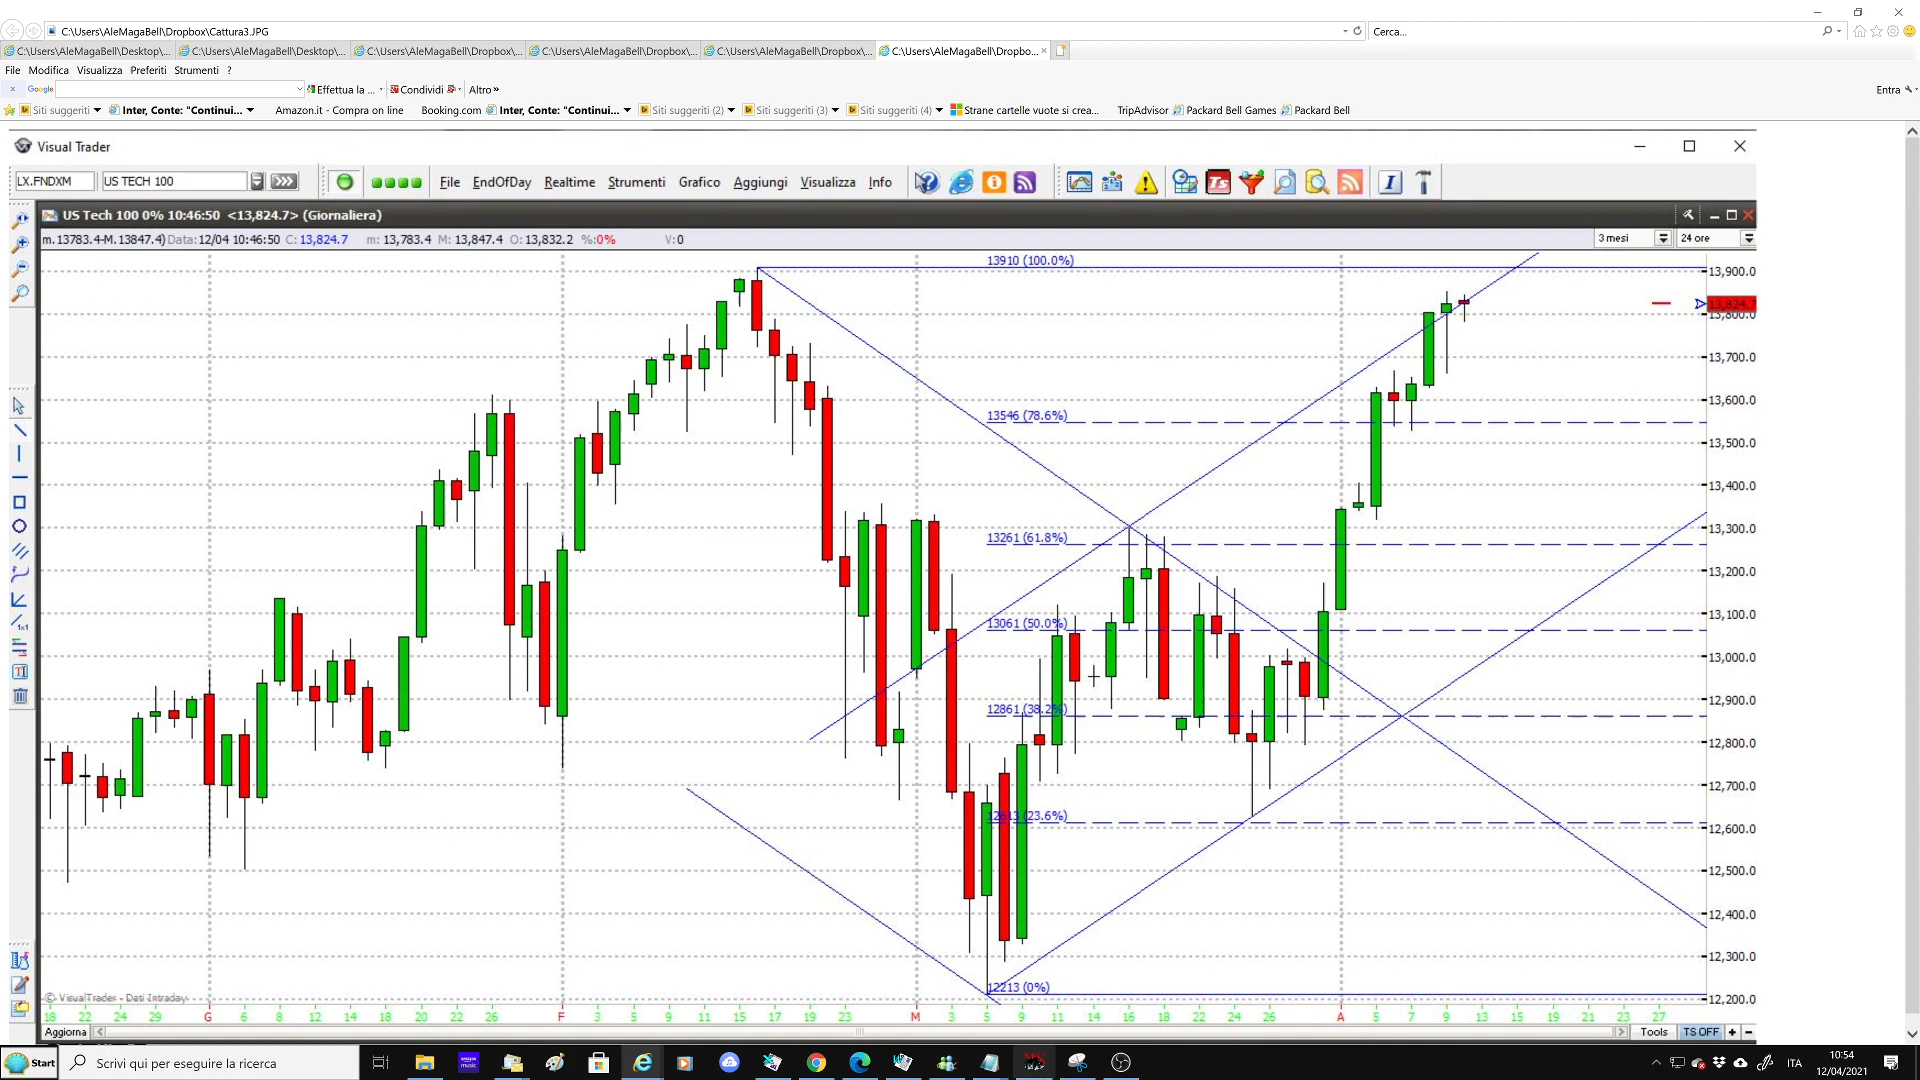 C:\Users\AleMagaBell\Dropbox\Cattura3.JPG
Cerca...
C:\Users\AleMagaBell\Desktop\...
C:\Users\AleMagaBell\Desktop\...
C:\Users\AleMagaBell\Dropbox\...
C:\Users\AleMagaBell\Dropbox\...
C:\Users\AleMagaBell\Dropbox\...
C:\Users\AleMagaBell\Dropbo...
File Modifica Visualizza Preferiti Strumenti ?
x Google Effettua la ... Condividi Altro » Entra
Siti suggeriti Inter, Conte: "Continui... Amazon.it - Compra on line Booking.com Inter, Conte: "Continui... Siti suggeriti (2) Siti suggeriti (3) Siti suggeriti (4) Strane cartelle vuote si crea... TripAdvisor Packard Bell Games Packard Bell
Visual Trader
LX.FNDXM US TECH 100 File EndOfDay Realtime Strumenti Grafico Aggiungi Visualizza Info
US Tech 100 0% 10:46:50 <13,824.7> (Giornaliera)
m.13783.4-M.13847.4) Data: 12/04 10:46:50 C: 13,824.7 m: 13,783.4 M: 13,847.4 O: 13,832.2 %:0% V: 0 3 mesi 24 ore
13910 (100.0%)
13,900.0
13,824.7
13,800.0
13,700.0
13,600.0
13546 (78.6%)
13,500.0
13,400.0
13,300.0
13261 (61.8%)
13,200.0
13,100.0
13061 (50.0%)
13,000.0
12,900.0
12861 (38.2%)
12,800.0
12,700.0
12613 (23.6%)
12,600.0
12,500.0
12,400.0
12,300.0
12213 (0%)
12,200.0
© VisualTrader - Dati Intraday
18 22 24 29 G 6 8 12 14 18 20 22 26 F 3 5 9 11 15 17 19 23 M 3 5 9 11 14 16 18 22 24 26 A 5 7 9 13 15 19 21 23 27
Aggiorna Tools TS OFF + −
Start Scrivi qui per eseguire la ricerca ITA 10:54
12/04/2021